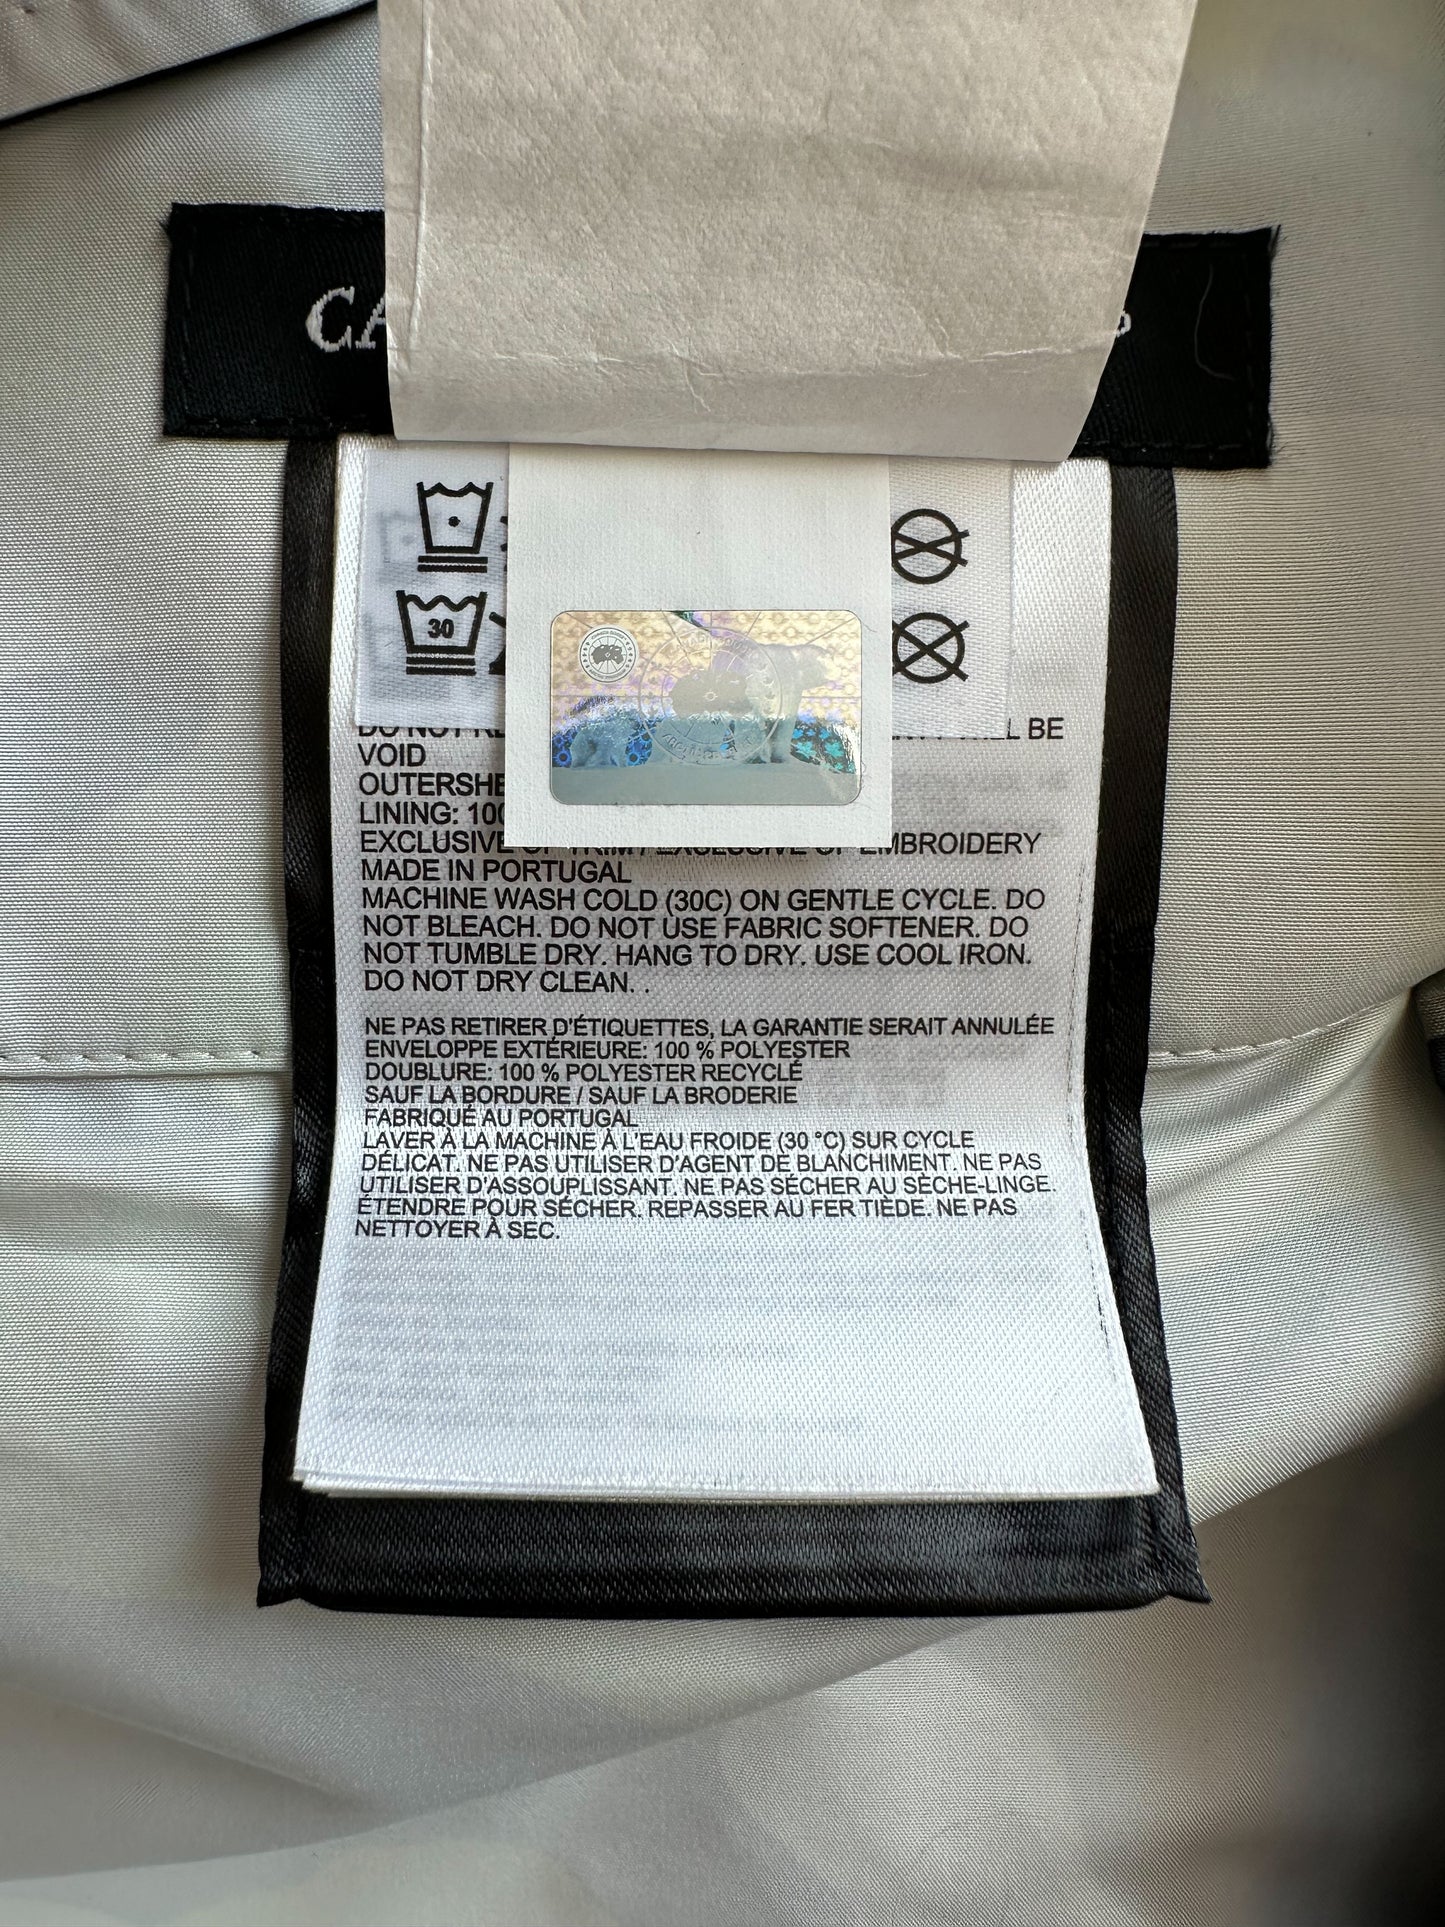 CA
30
DO NOT RE WILL BE
VOID
OUTERSHE
LINING: 100
EXCLUSIVE OF TRIM / EXCLUSIVE OF EMBROIDERY
MADE IN PORTUGAL
MACHINE WASH COLD (30C) ON GENTLE CYCLE. DO
NOT BLEACH. DO NOT USE FABRIC SOFTENER. DO
NOT TUMBLE DRY. HANG TO DRY. USE COOL IRON.
DO NOT DRY CLEAN. .
NE PAS RETIRER D'ÉTIQUETTES, LA GARANTIE SERAIT ANNULÉE
ENVELOPPE EXTÉRIEURE: 100 % POLYESTER
DOUBLURE: 100 % POLYESTER RECYCLÉ
SAUF LA BORDURE / SAUF LA BRODERIE
FABRIQUÉ AU PORTUGAL
LAVER À LA MACHINE À L'EAU FROIDE (30 °C) SUR CYCLE
DÉLICAT. NE PAS UTILISER D'AGENT DE BLANCHIMENT. NE PAS
UTILISER D'ASSOUPLISSANT. NE PAS SÉCHER AU SÈCHE-LINGE.
ÉTENDRE POUR SÉCHER. REPASSER AU FER TIÈDE. NE PAS
NETTOYER À SEC.